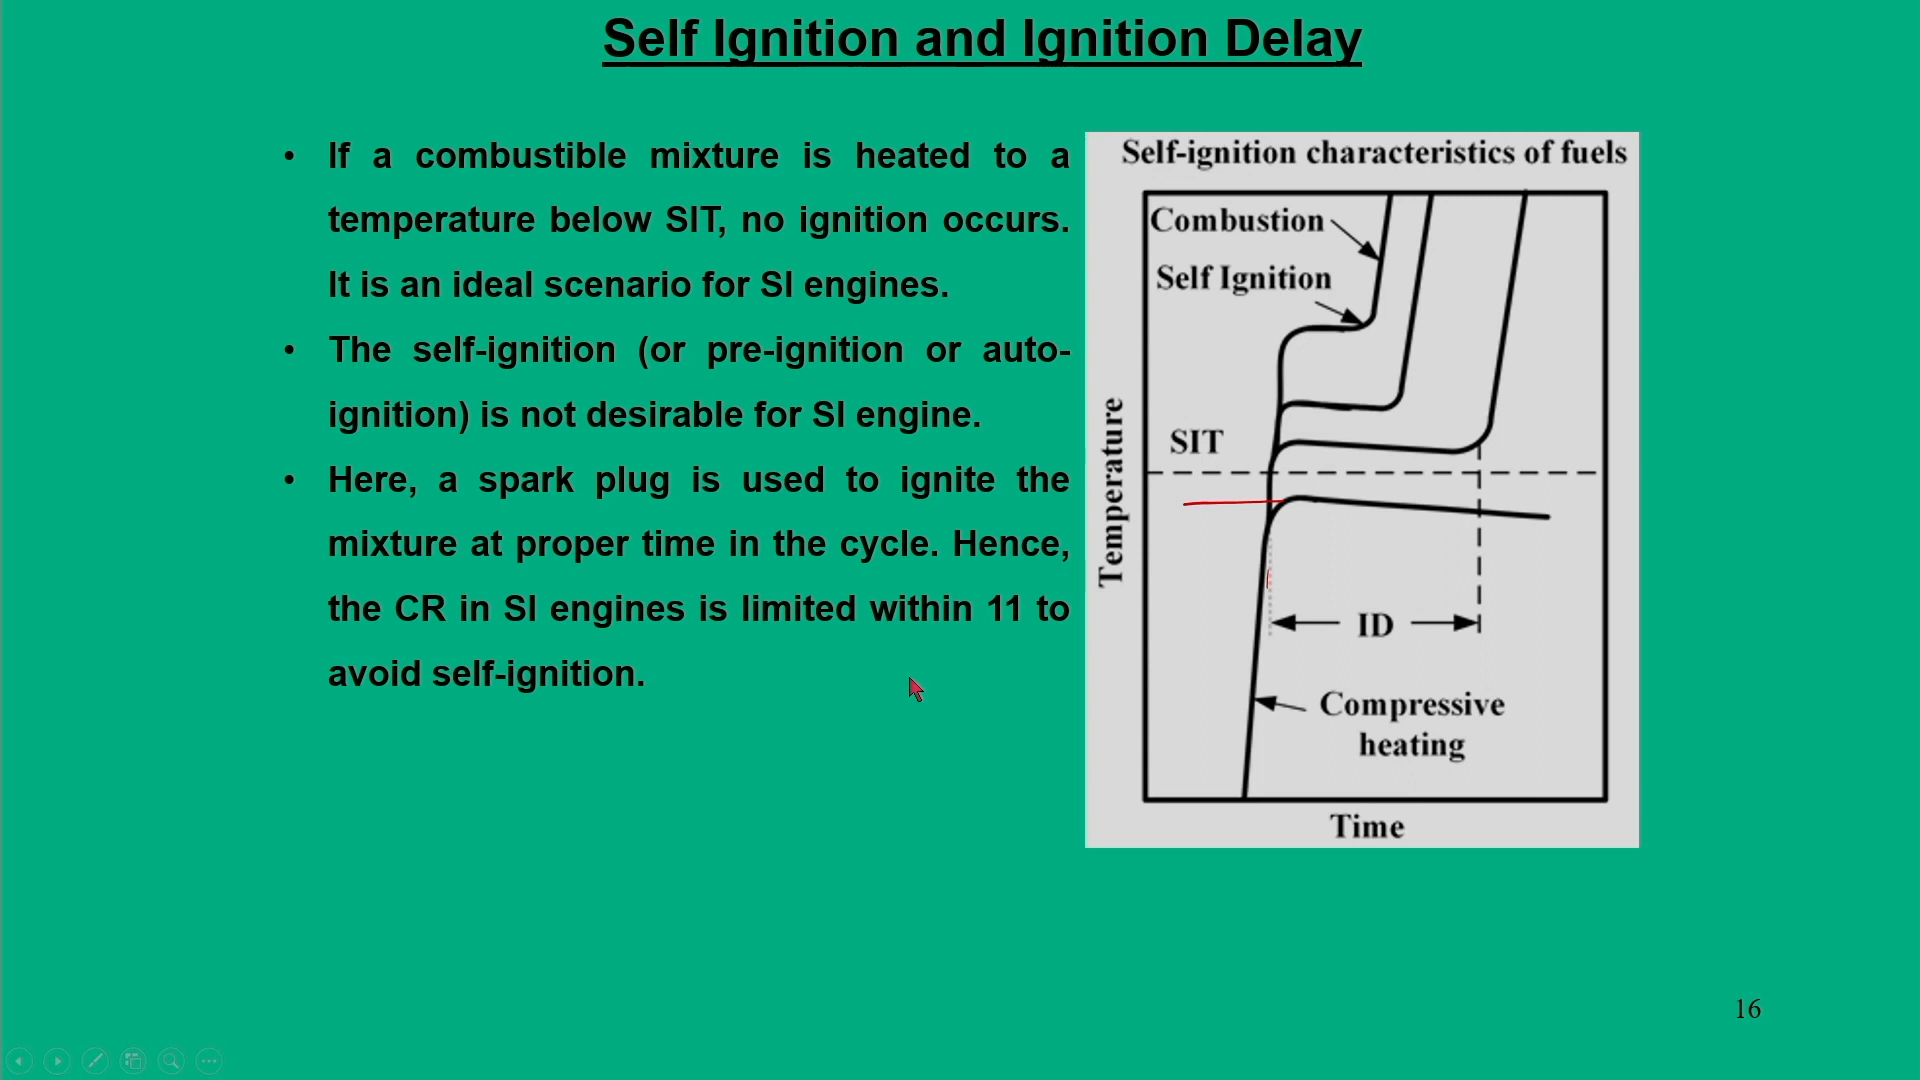 Self Ignition and Ignition Delay
• If a combustible mixture is heated to a
temperature below SIT, no ignition occurs.
It is an ideal scenario for SI engines.
• The self-ignition (or pre-ignition or auto-
ignition) is not desirable for SI engine.
• Here, a spark plug is used to ignite the
mixture at proper time in the cycle. Hence,
the CR in SI engines is limited within 11 to
avoid self-ignition.
Self-ignition characteristics of fuels
Combustion
Self Ignition
SIT
Temperature
ID
Compressive
heating
Time
16